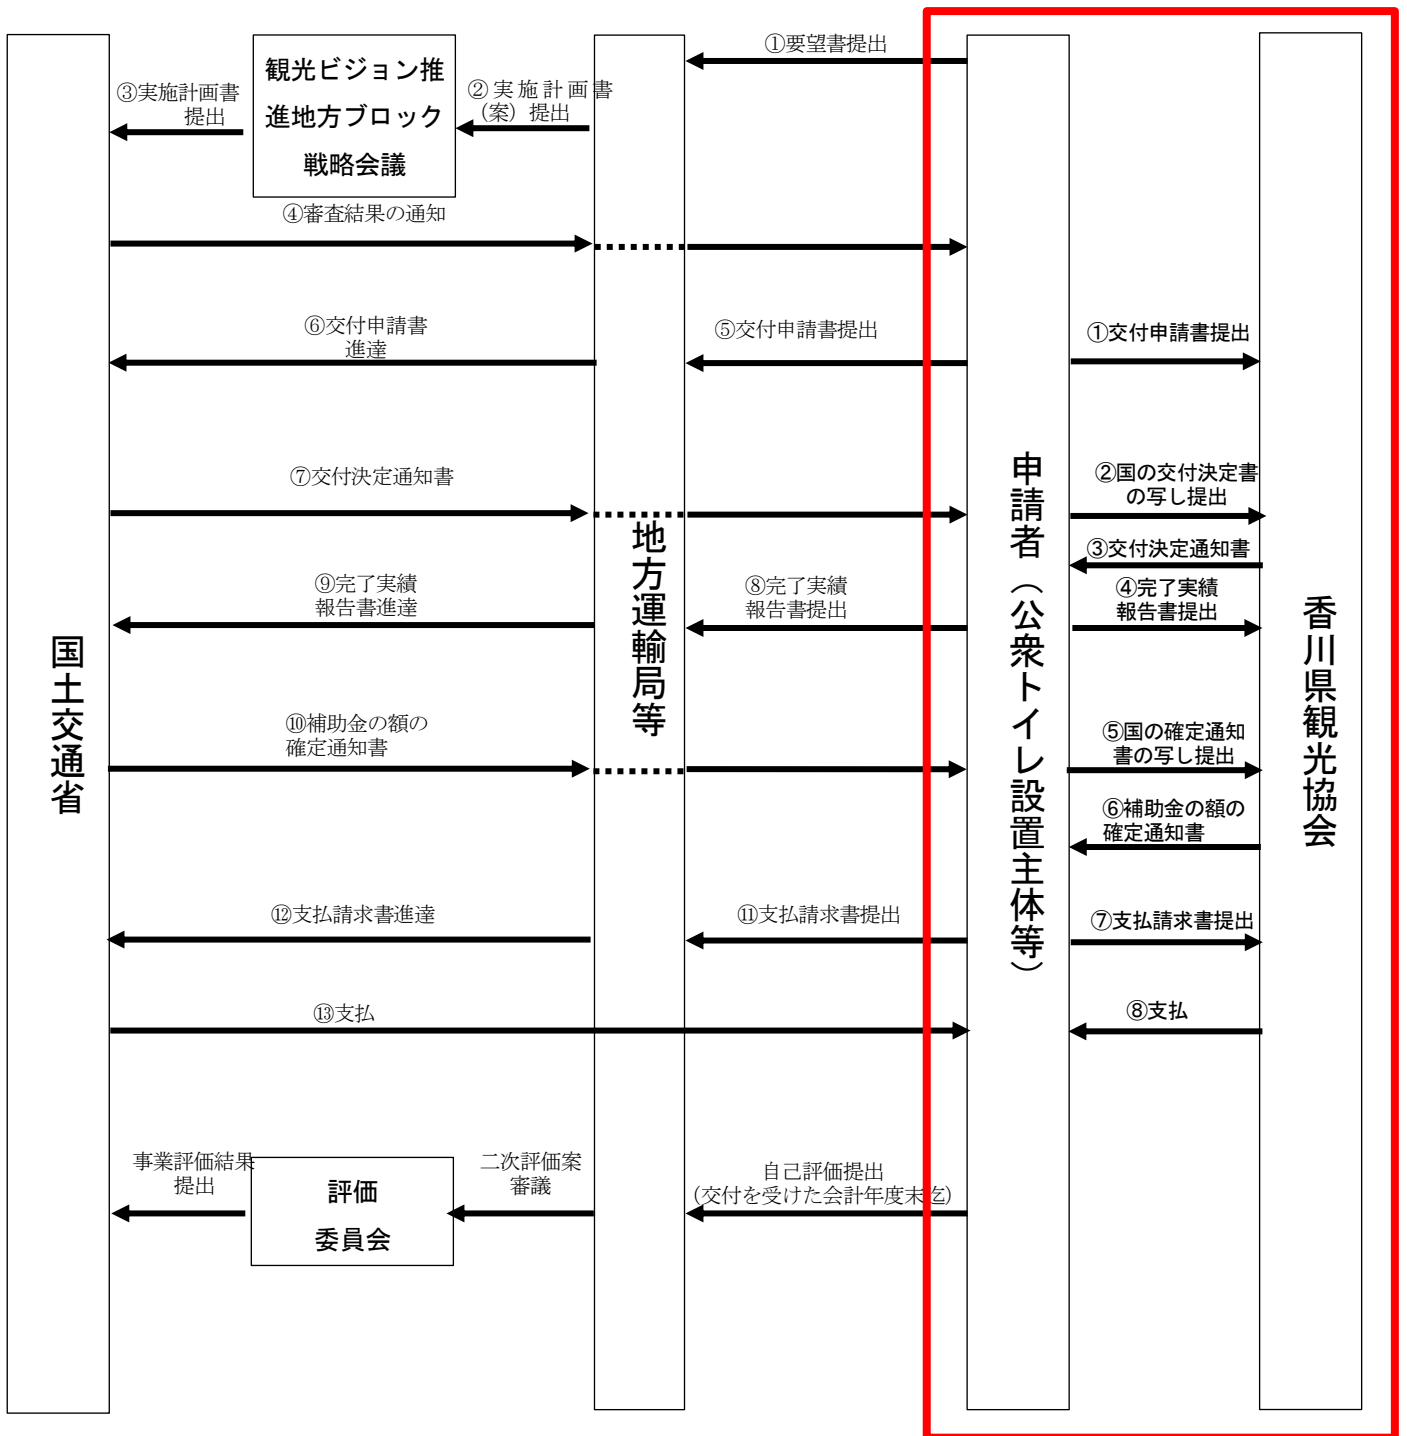 ①要望書提出
観光ビジョン推
進地方ブロック
戦略会議
③実施計画書
提出
②実施計画書
（案）提出
④審査結果の通知
⑥交付申請書
進達
⑤交付申請書提出
①交付申請書提出
⑦交付決定通知書
②国の交付決定書
の写し提出
③交付決定通知書
⑨完了実績
報告書進達
⑧完了実績
報告書提出
④完了実績
報告書提出
国土交通省
地方運輸局等
申請者（公衆トイレ設置主体等）
香川県観光協会
⑩補助金の額の
確定通知書
⑤国の確定通知
書の写し提出
⑥補助金の額の
確定通知書
⑫支払請求書進達
⑪支払請求書提出
⑦支払請求書提出
⑬支払
⑧支払
事業評価結果
提出
評価
委員会
二次評価案
審議
自己評価提出
（交付を受けた会計年度末迄）